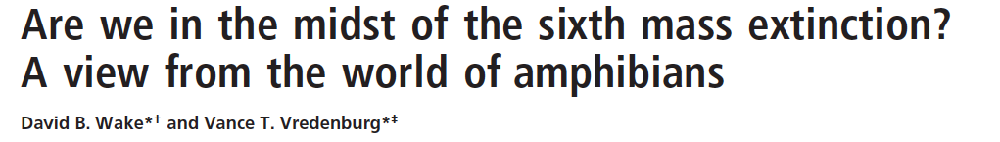 Are we in the midst of the sixth mass extinction?
A view from the world of amphibians
David B. Wake*† and Vance T. Vredenburg*‡